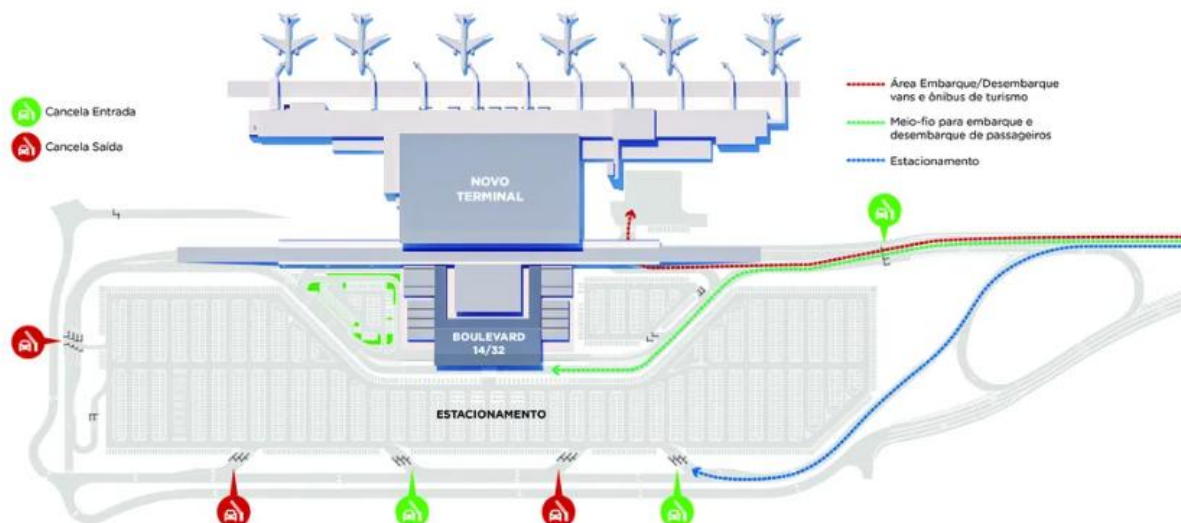 Cancela Entrada
Cancela Saída
Área Embarque/Desembarque
vans e ônibus de turismo
Meio-fio para embarque e
desembarque de passageiros
Estacionamento
NOVO
TERMINAL
BOULEVARD
14/32
ESTACIONAMENTO